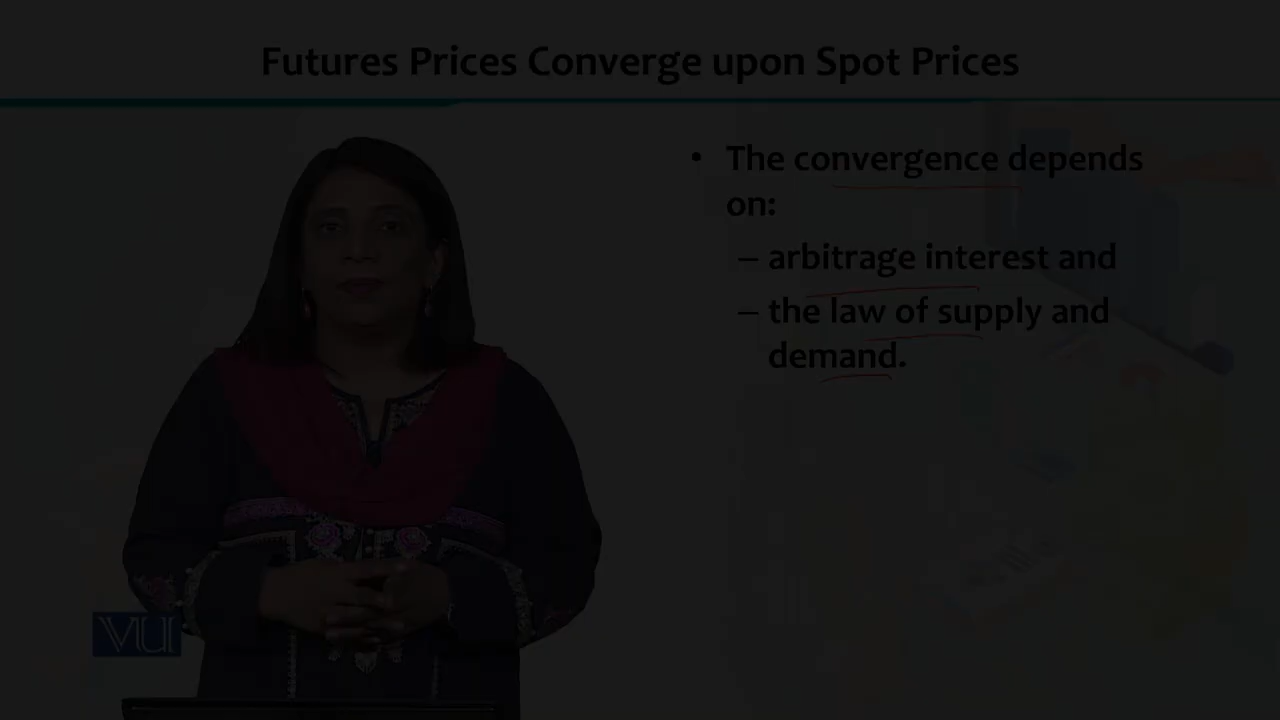 Futures Prices Converge upon Spot Prices
• The convergence depends
on:
– arbitrage interest and
– the law of supply and
demand.
VUI